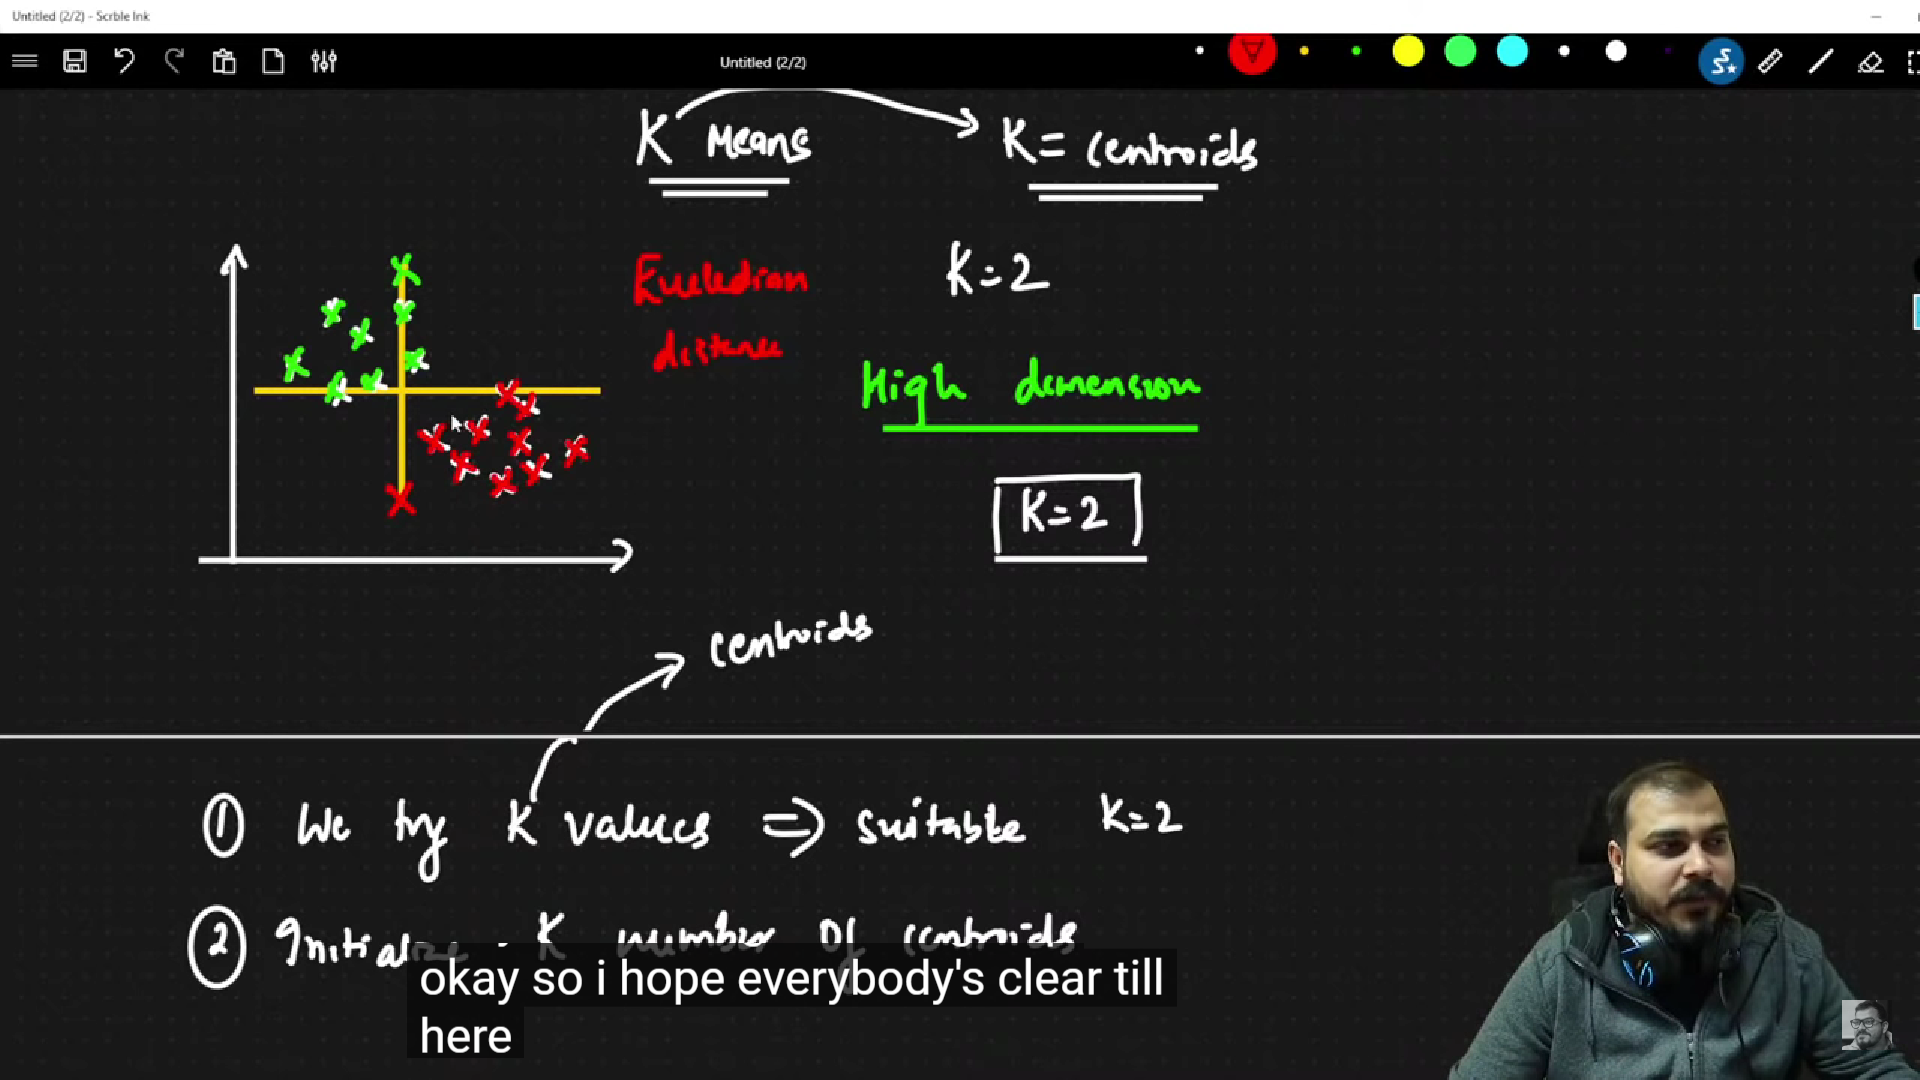 Untitled (2/2) - Scrble Ink
Untitled (2/2)
K Means
K= centroids
Eucledian
distance
K=2
High dimension
K=2
centroids
① We try K values ⇒ suitable K=2
② Initialize K number of centroids
okay so i hope everybody's clear till
here